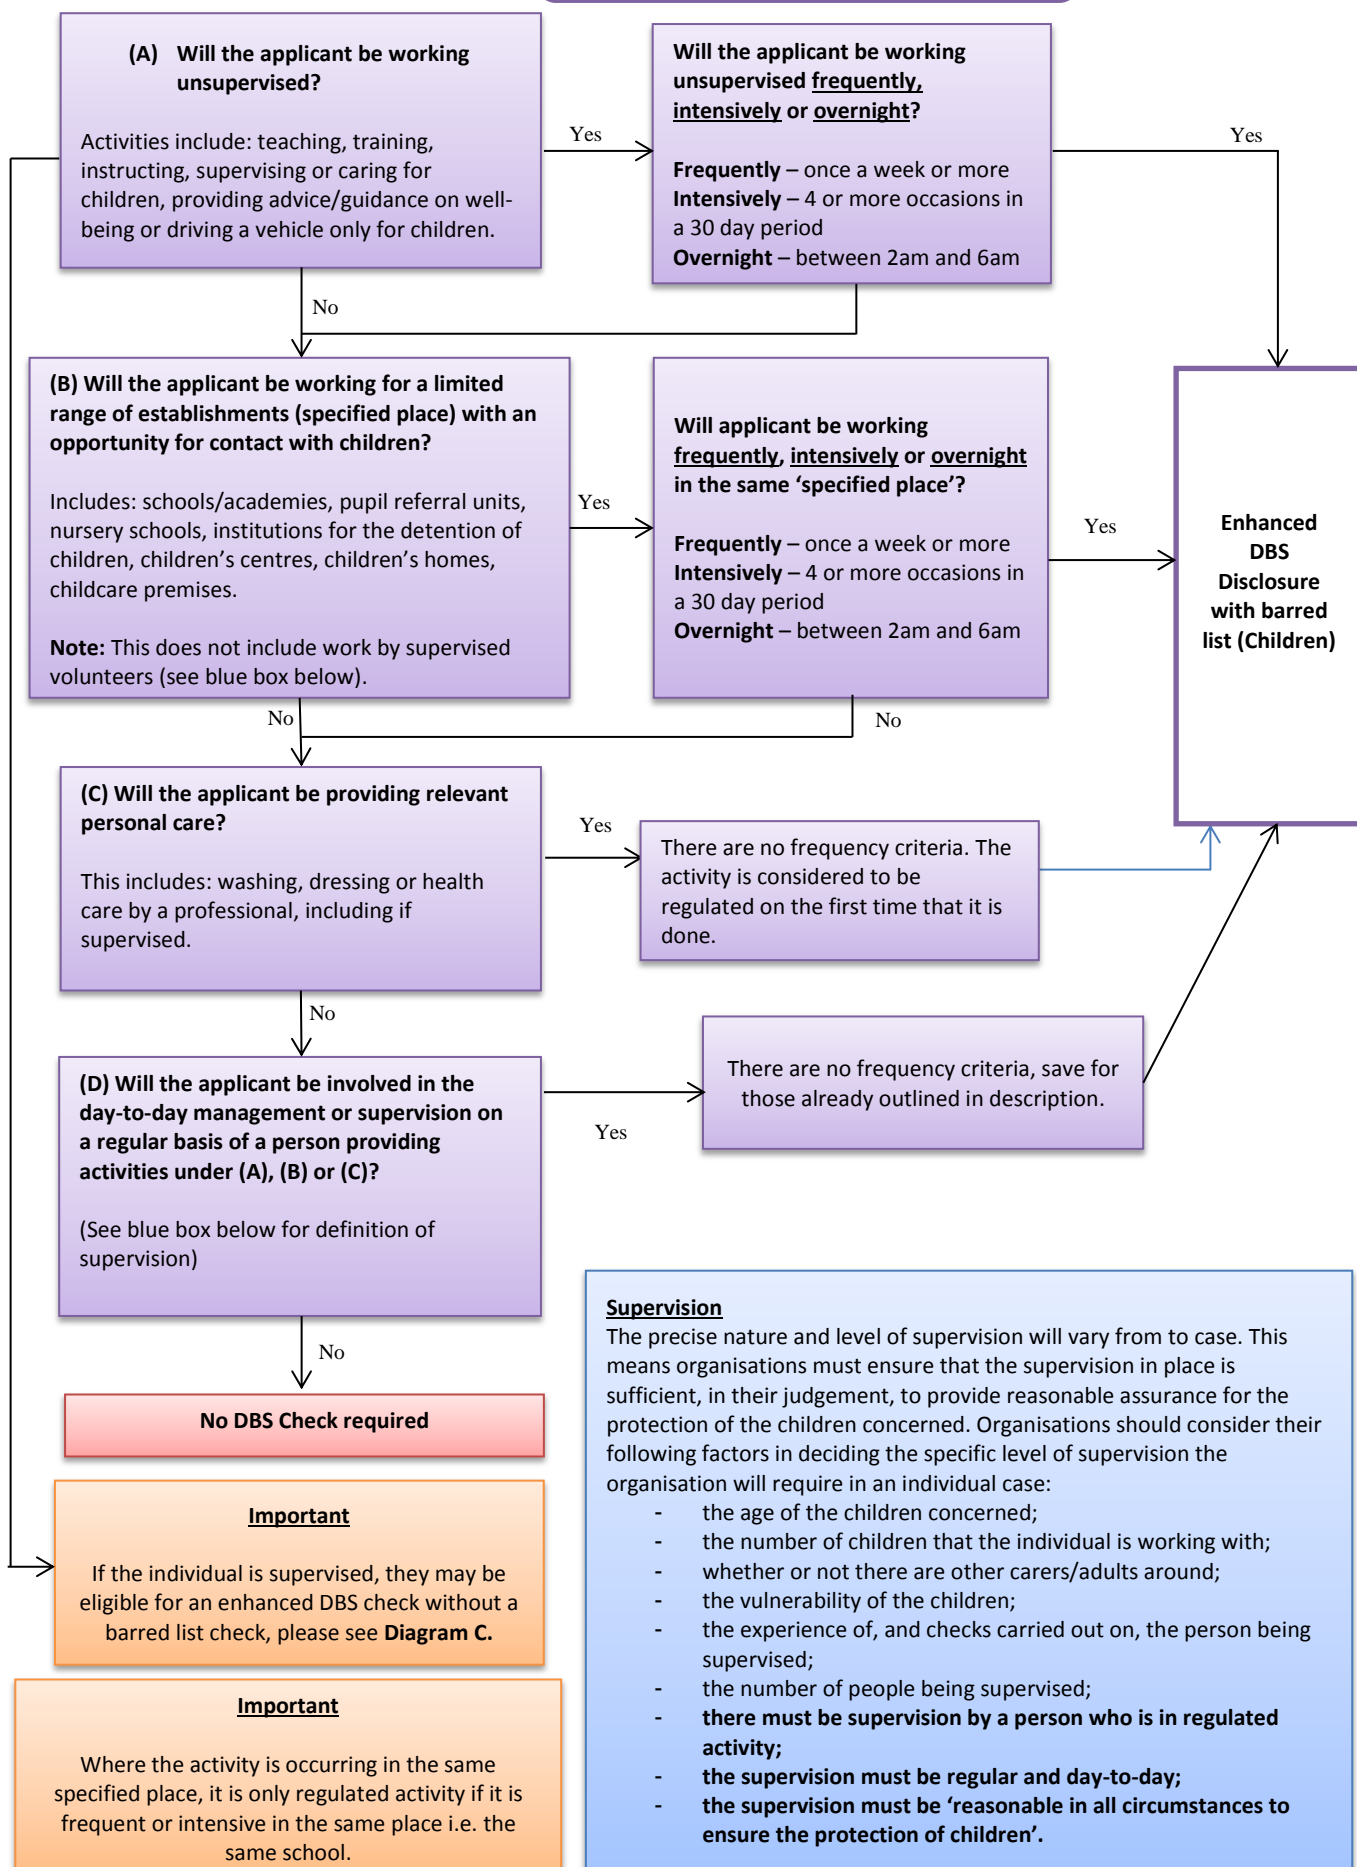 (A) Will the applicant be working
unsupervised?
Activities include: teaching, training,
instructing, supervising or caring for
children, providing advice/guidance on well-
being or driving a vehicle only for children.
Yes
Will the applicant be working
unsupervised frequently,
intensively or overnight?
Frequently – once a week or more
Intensively – 4 or more occasions in
a 30 day period
Overnight – between 2am and 6am
Yes
No
(B) Will the applicant be working for a limited
range of establishments (specified place) with an
opportunity for contact with children?
Includes: schools/academies, pupil referral units,
nursery schools, institutions for the detention of
children, children’s centres, children’s homes,
childcare premises.
Note: This does not include work by supervised
volunteers (see blue box below).
Yes
Will applicant be working
frequently, intensively or overnight
in the same ‘specified place’?
Frequently – once a week or more
Intensively – 4 or more occasions in
a 30 day period
Overnight – between 2am and 6am
Yes
Enhanced
DBS
Disclosure
with barred
list (Children)
No
No
(C) Will the applicant be providing relevant
personal care?
This includes: washing, dressing or health
care by a professional, including if
supervised.
Yes
There are no frequency criteria. The
activity is considered to be
regulated on the first time that it is
done.
No
(D) Will the applicant be involved in the
day-to-day management or supervision on
a regular basis of a person providing
activities under (A), (B) or (C)?
(See blue box below for definition of
supervision)
Yes
There are no frequency criteria, save for
those already outlined in description.
No
No DBS Check required
Important
If the individual is supervised, they may be
eligible for an enhanced DBS check without a
barred list check, please see Diagram C.
Important
Where the activity is occurring in the same
specified place, it is only regulated activity if it is
frequent or intensive in the same place i.e. the
same school.
Supervision
The precise nature and level of supervision will vary from to case. This
means organisations must ensure that the supervision in place is
sufficient, in their judgement, to provide reasonable assurance for the
protection of the children concerned. Organisations should consider their
following factors in deciding the specific level of supervision the
organisation will require in an individual case:
- the age of the children concerned;
- the number of children that the individual is working with;
- whether or not there are other carers/adults around;
- the vulnerability of the children;
- the experience of, and checks carried out on, the person being
supervised;
- the number of people being supervised;
- there must be supervision by a person who is in regulated
activity;
- the supervision must be regular and day-to-day;
- the supervision must be ‘reasonable in all circumstances to
ensure the protection of children’.